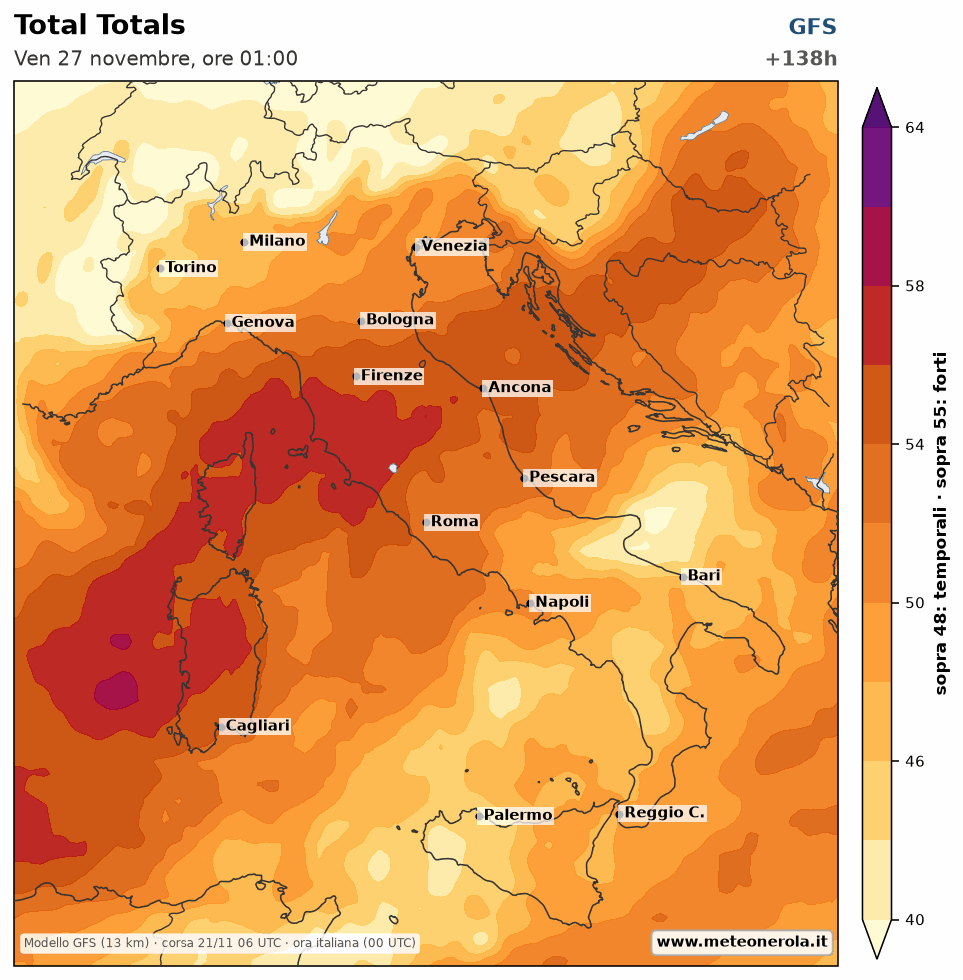 Total Totals
GFS
Ven 27 novembre, ore 01:00
+138h
64
58
54
50
46
40
sopra 48: temporali · sopra 55: forti
Milano
Venezia
Torino
Genova
Bologna
Firenze
Ancona
Pescara
Roma
Bari
Napoli
Cagliari
Palermo
Reggio C.
Modello GFS (13 km) · corsa 21/11 06 UTC · ora italiana (00 UTC)
www.meteonerola.it